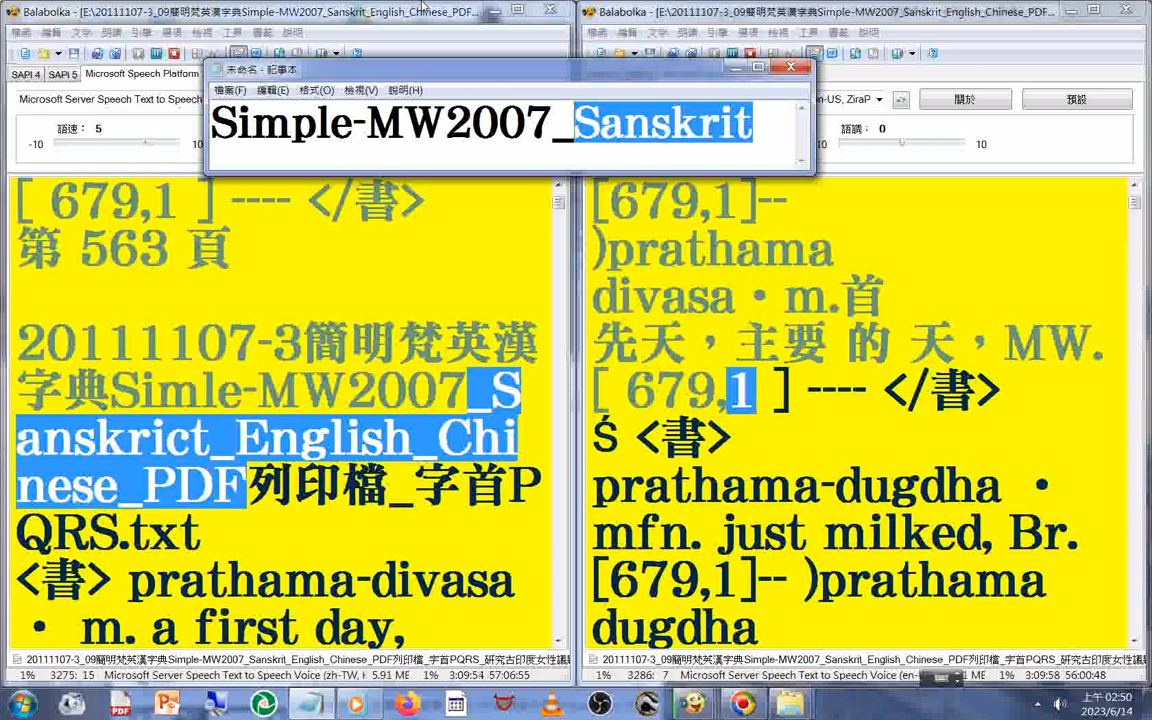 Balabolka - [E:\20111107-3_09簡明梵英漢字典Simple-MW2007_Sanskrit_English_Chinese_PDF...
Balabolka - [E:\20111107-3_09簡明梵英漢字典Simple-MW2007_Sanskrit_English_Chinese_PDF...
SAPI 4 SAPI 5 Microsoft Speech Platform
Microsoft Server Speech Text to Speech
語速： 5
-10 10
未命名 - 記事本
檔案(F) 編輯(E) 格式(O) 檢視(V) 說明(H)
Simple-MW2007_Sanskrit
en-US, ZiraP
關於 預設
語調： 0
10
[ 679,1 ] ---- </書>
第 563 頁
20111107-3簡明梵英漢
字典Simle-MW2007_S
anskrict_English_Chi
nese_PDF列印檔_字首P
QRS.txt
<書> prathama-divasa
• m. a first day,
[679,1]--
)prathama
divasa • m.首
先天，主要 的 天，MW.
[ 679,1 ] ---- </書>
Ś <書>
prathama-dugdha •
mfn. just milked, Br.
[679,1]-- )prathama
dugdha
20111107-3_09簡明梵英漢字典Simple-MW2007_Sanskrit_English_Chinese_PDF列印檔_字首PQRS_研究古印度女性議
20111107-3_09簡明梵英漢字典Simple-MW2007_Sanskrit_English_Chinese_PDF列印檔_字首PQRS_研究古印度女性議
1% 3275: 15 Microsoft Server Speech Text to Speech Voice (zh-TW, H 5.91 MB 1% 3:09:54 57:06:55
1% 3286: 7 Microsoft Server Speech Text to Speech Voice (en- 1% 3:09:54 56:00:48
上午 02:50
2023/6/14